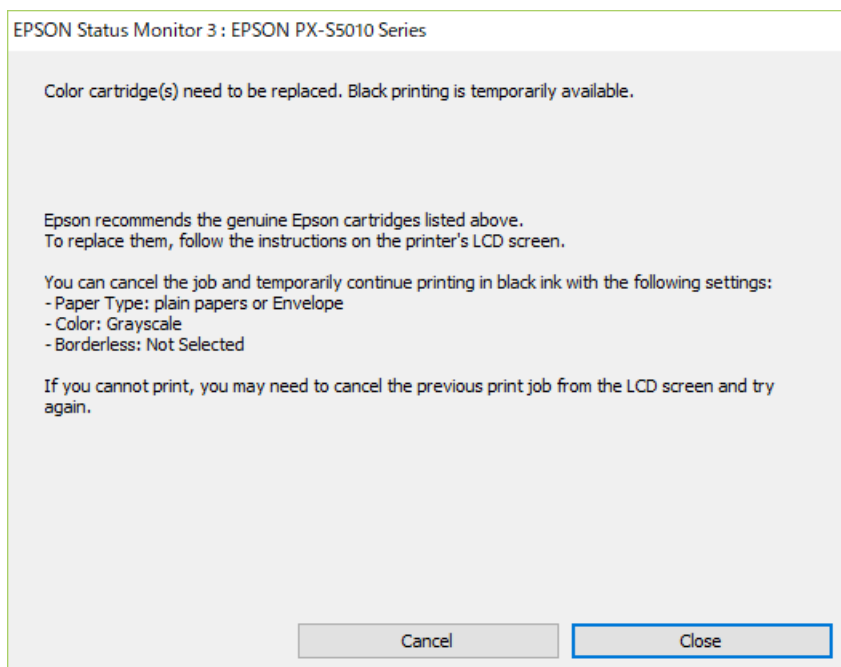 EPSON Status Monitor 3 : EPSON PX-S5010 Series
Color cartridge(s) need to be replaced. Black printing is temporarily available.
Epson recommends the genuine Epson cartridges listed above.
To replace them, follow the instructions on the printer's LCD screen.
You can cancel the job and temporarily continue printing in black ink with the following settings:
- Paper Type: plain papers or Envelope
- Color: Grayscale
- Borderless: Not Selected
If you cannot print, you may need to cancel the previous print job from the LCD screen and try
again.
Cancel Close